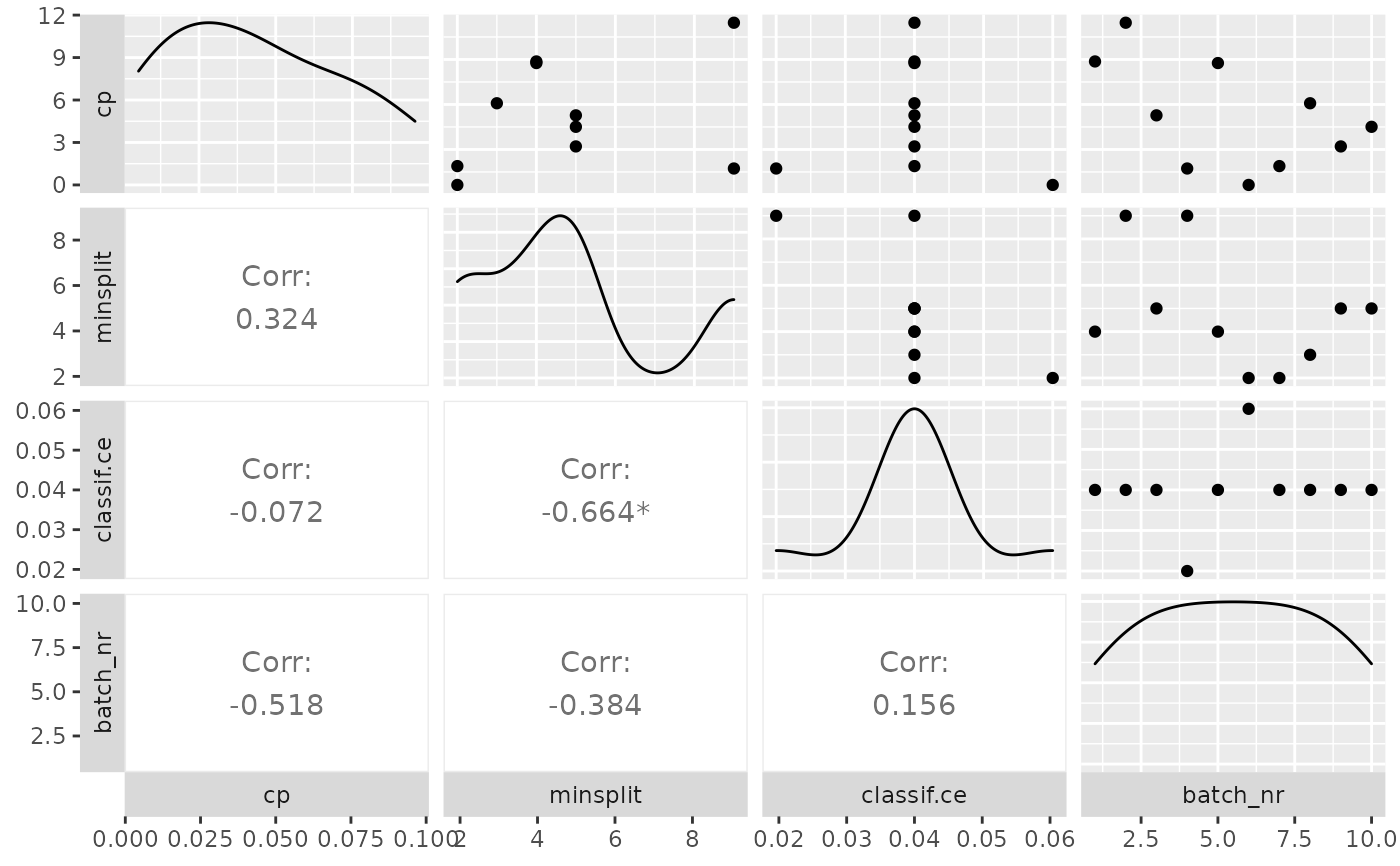 12
9
6
3
0
cp
8
6
4
2
minsplit
Corr:
0.324
0.06
0.05
0.04
0.03
0.02
classif.ce
Corr:
-0.072
Corr:
-0.664*
10.0
7.5
5.0
2.5
batch_nr
Corr:
-0.518
Corr:
-0.384
Corr:
0.156
cp minsplit classif.ce batch_nr
0.000 0.025 0.050 0.075 0.100 2 4 6 8 0.02 0.03 0.04 0.05 0.06 2.5 5.0 7.5 10.0